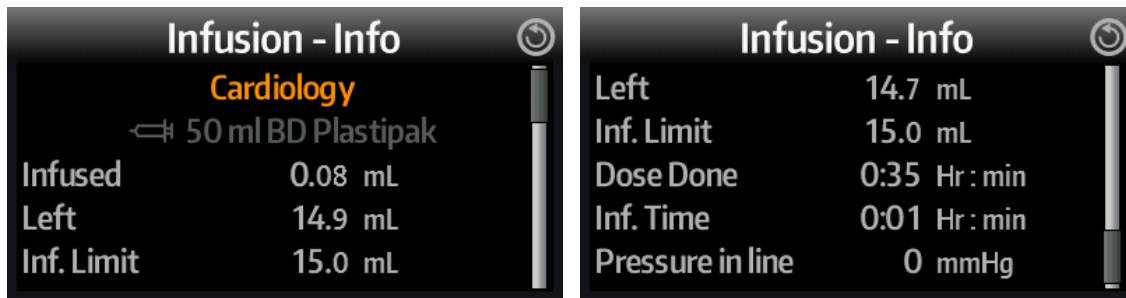 Infusion - Info
Cardiology
50 ml BD Plastipak
Infused 0.08 mL
Left 14.9 mL
Inf. Limit 15.0 mL
Infusion - Info
Left 14.7 mL
Inf. Limit 15.0 mL
Dose Done 0:35 Hr : min
Inf. Time 0:01 Hr : min
Pressure in line 0 mmHg